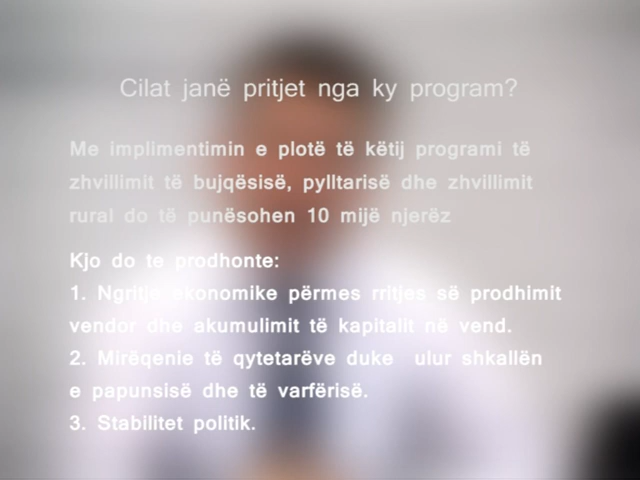 Cilat janë pritjet nga ky program?
Me implimentimin e plotë të këtij programi të
zhvillimit të bujqësisë, pylltarisë dhe zhvillimit
rural do të punësohen 10 mijë njerëz
Kjo do te prodhonte:
1. Ngritje ekonomike përmes rritjes së prodhimit
vendor dhe akumulimit të kapitalit në vend.
2. Mirëqenie të qytetarëve duke ulur shkallën
e papunsisë dhe të varfërisë.
3. Stabilitet politik.